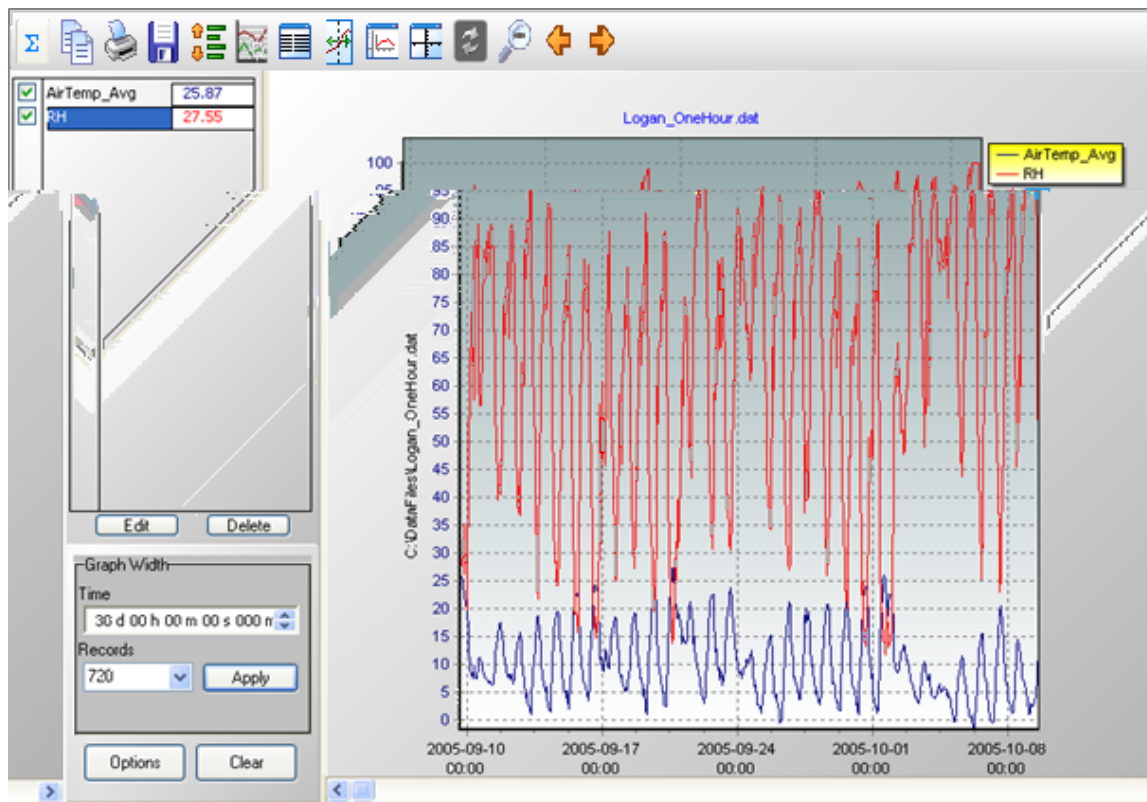 Σ
AirTemp_Avg 25.87
RH 27.55
Logan_OneHour.dat
AirTemp_Avg
RH
100
95
90
85
80
75
70
65
60
55
50
45
40
35
30
25
20
15
10
5
0
C:\DataFiles\Logan_OneHour.dat
2005-09-10 2005-09-17 2005-09-24 2005-10-01 2005-10-08
00:00 00:00 00:00 00:00 00:00
Edit Delete
Graph Width
Time
30 d 00 h 00 m 00 s 000 m
Records
720 Apply
Options Clear